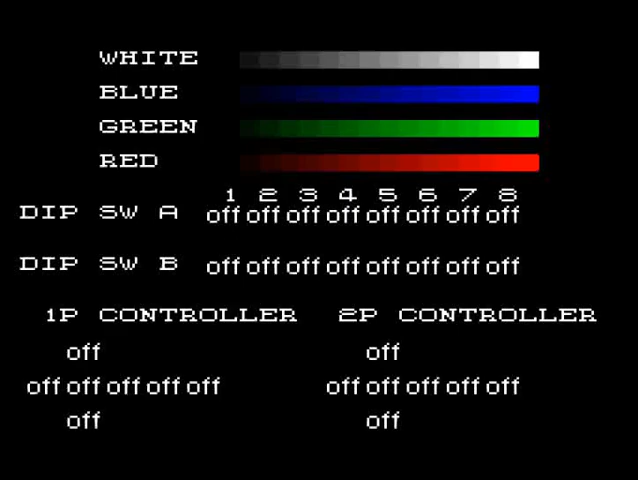 WHITE
BLUE
GREEN
RED
1 2 3 4 5 6 7 8
DIP SW A off off off off off off off off
DIP SW B off off off off off off off off
1P CONTROLLER 2P CONTROLLER
off off
off off off off off off off off off off
off off